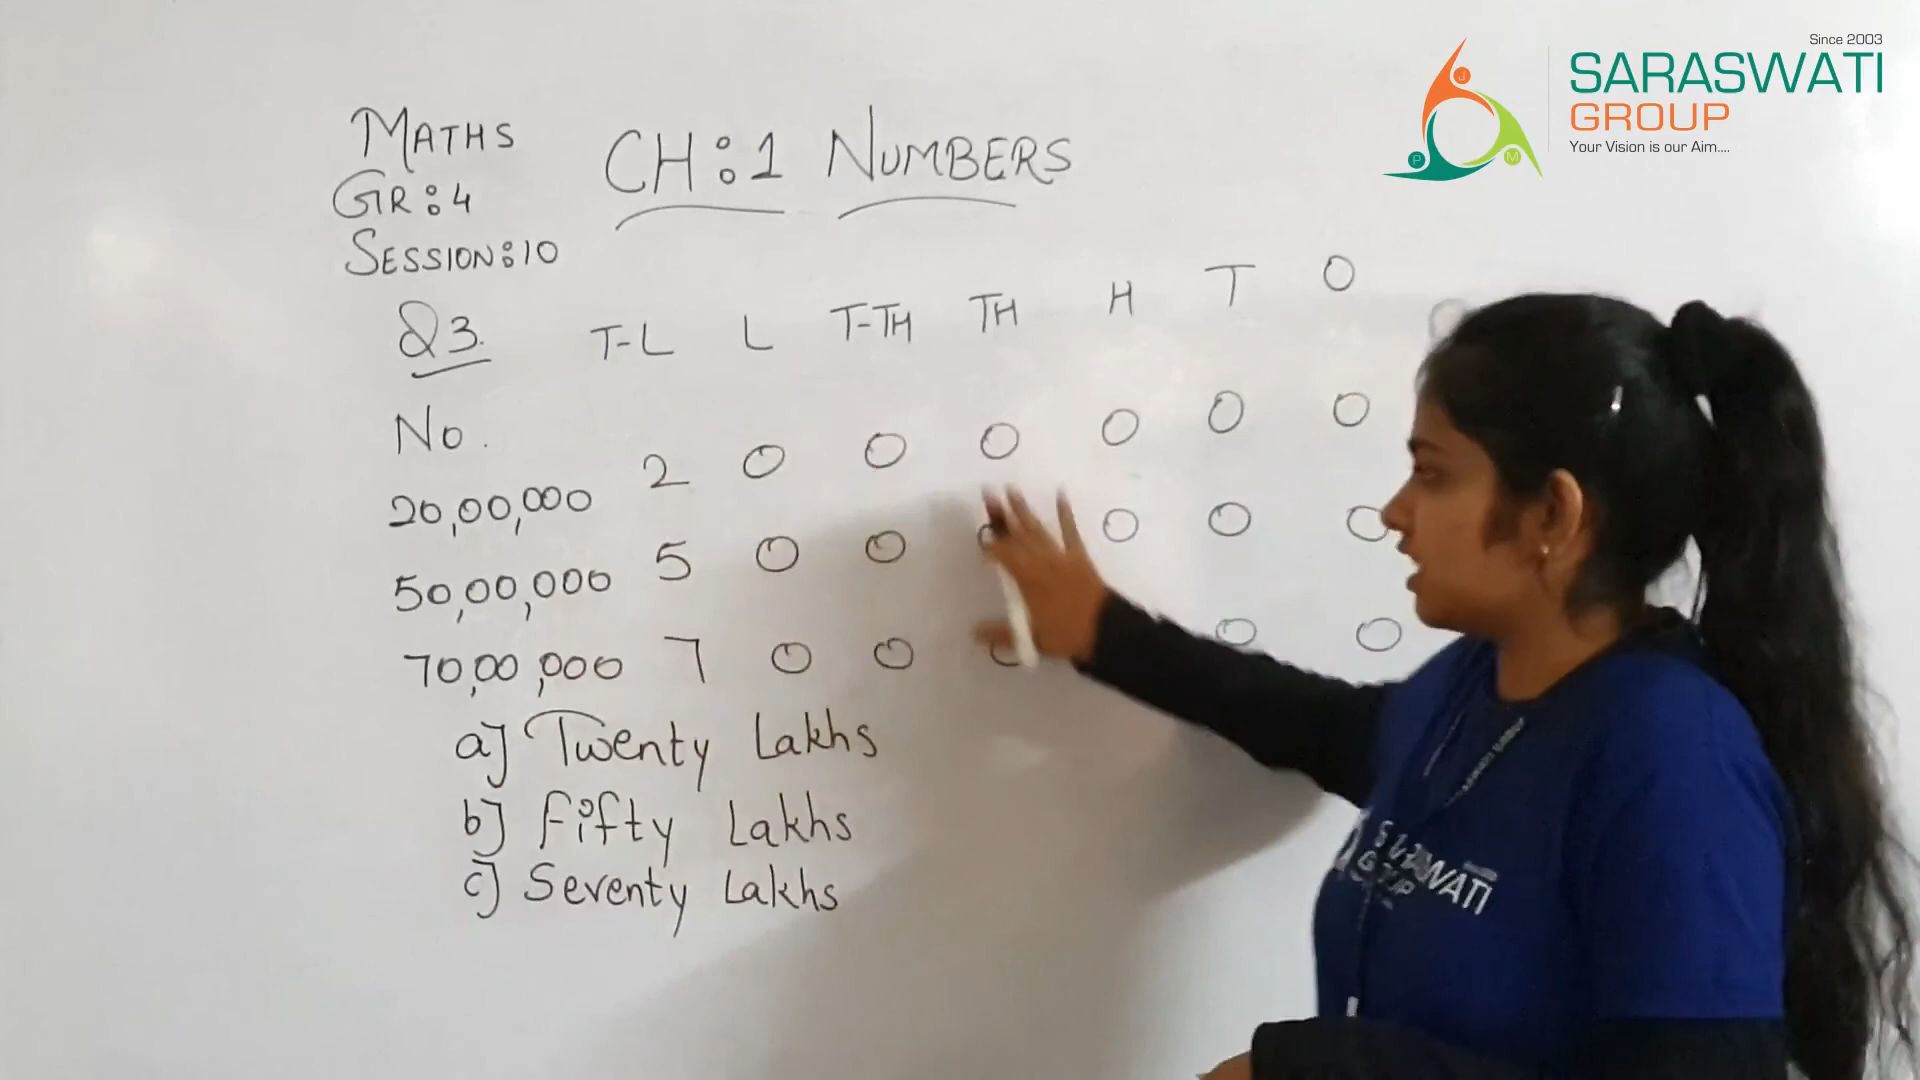 Since 2003
SARASWATI
GROUP
Your Vision is our Aim....
J
P
M
MATHS
GR:4
SESSION:10
CH:1 NUMBERS
Q3. T-L L T-TH TH H T O
No.
20,00,000 2 0 0 0 0 0 0
50,00,000 5 0 0 0 0 0 0
70,00,000 7 0 0 0 0 0
a] Twenty Lakhs
b] Fifty Lakhs
c] Seventy Lakhs